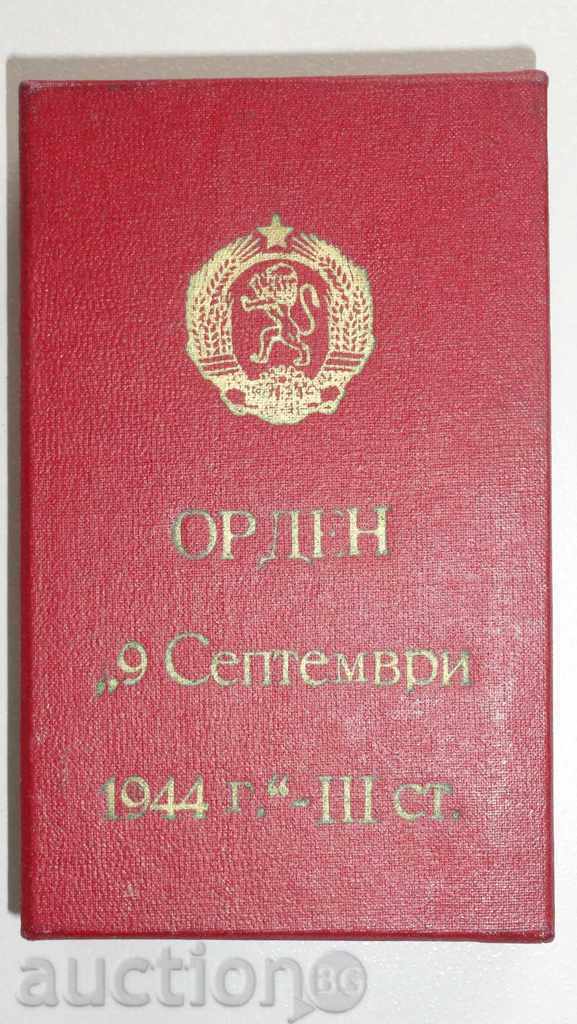 ОРДЕН
„9 Септември
1944 г.“-III ст.
auction BG